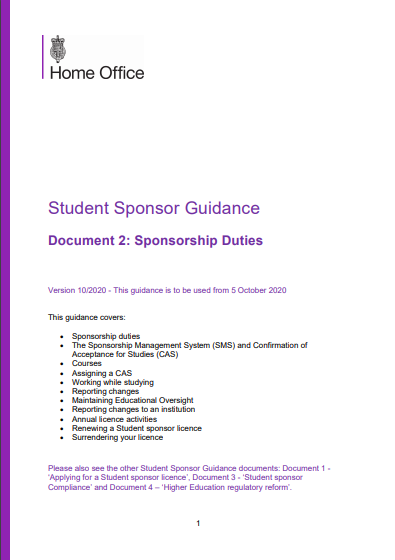 Home Office
Student Sponsor Guidance
Document 2: Sponsorship Duties
Version 10/2020 - This guidance is to be used from 5 October 2020
This guidance covers:
• Sponsorship duties
• The Sponsorship Management System (SMS) and Confirmation of
Acceptance for Studies (CAS)
• Courses
• Assigning a CAS
• Working while studying
• Reporting changes
• Maintaining Educational Oversight
• Reporting changes to an institution
• Annual licence activities
• Renewing a Student sponsor licence
• Surrendering your licence
Please also see the other Student Sponsor Guidance documents: Document 1 -
‘Applying for a Student sponsor licence’, Document 3 - ‘Student sponsor
Compliance’ and Document 4 – ‘Higher Education regulatory reform’.
1